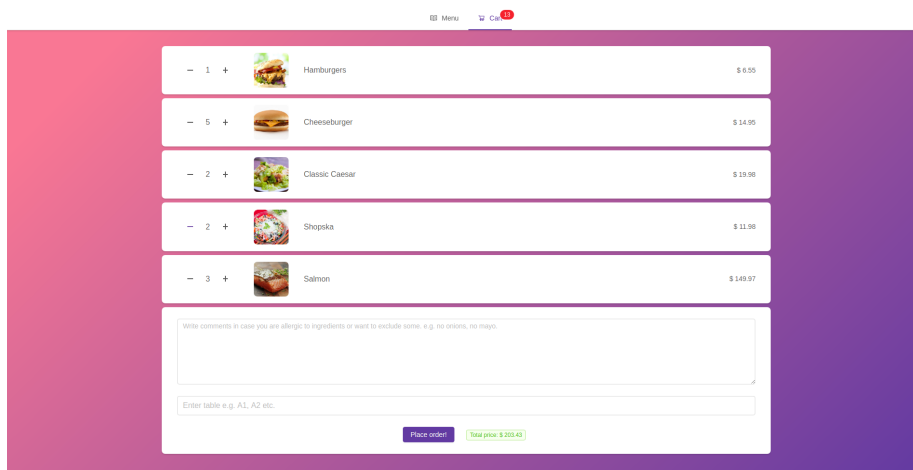 Menu
Cart
13
− 1 + Hamburgers $ 6.55
− 5 + Cheeseburger $ 14.95
− 2 + Classic Caesar $ 19.98
− 2 + Shopska $ 11.98
− 3 + Salmon $ 149.97
Write comments in case you are allergic to ingredients or want to exclude some. e.g. no onions, no mayo.
Enter table e.g. A1, A2 etc.
Place order! Total price: $ 203.43